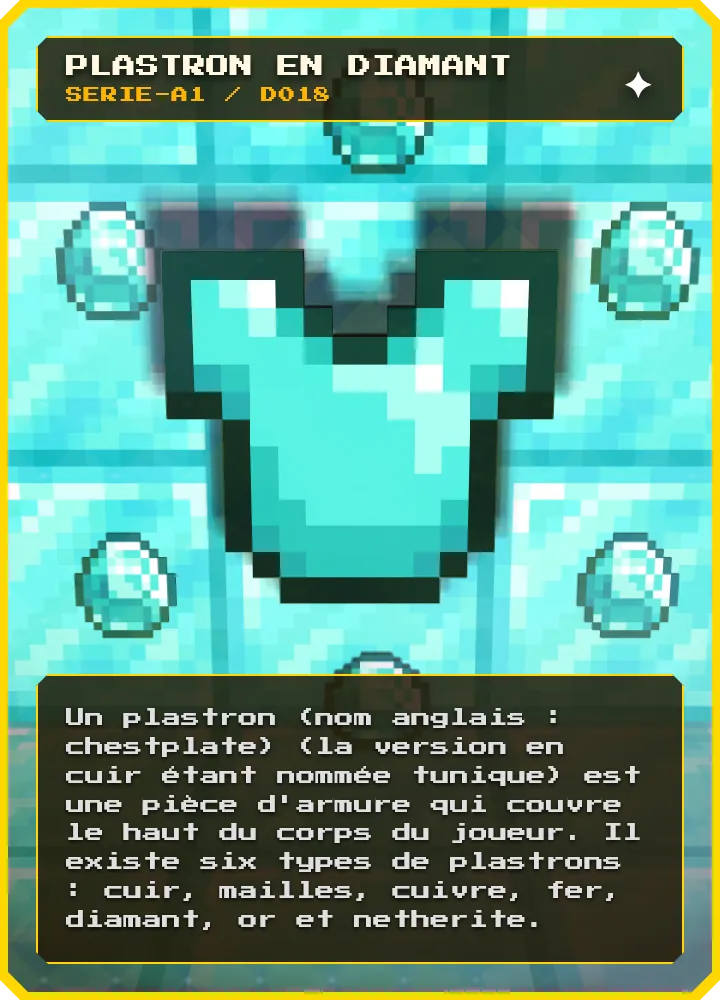 PLASTRON EN DIAMANT
SERIE-A1 / D018
Un plastron (nom anglais :
chestplate) (la version en
cuir étant nommée tunique) est
une pièce d'armure qui couvre
le haut du corps du joueur. Il
existe six types de plastrons
: cuir, mailles, cuivre, fer,
diamant, or et netherite.